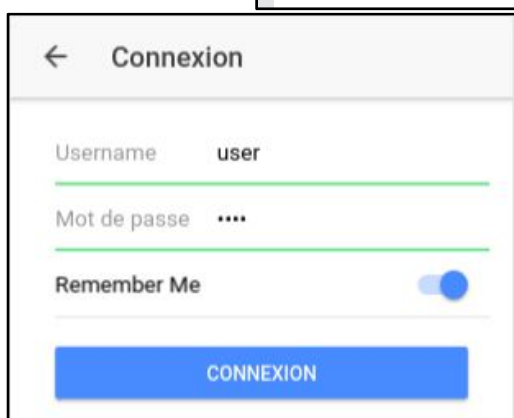 Connexion
Username user
Mot de passe ••••
Remember Me
CONNEXION